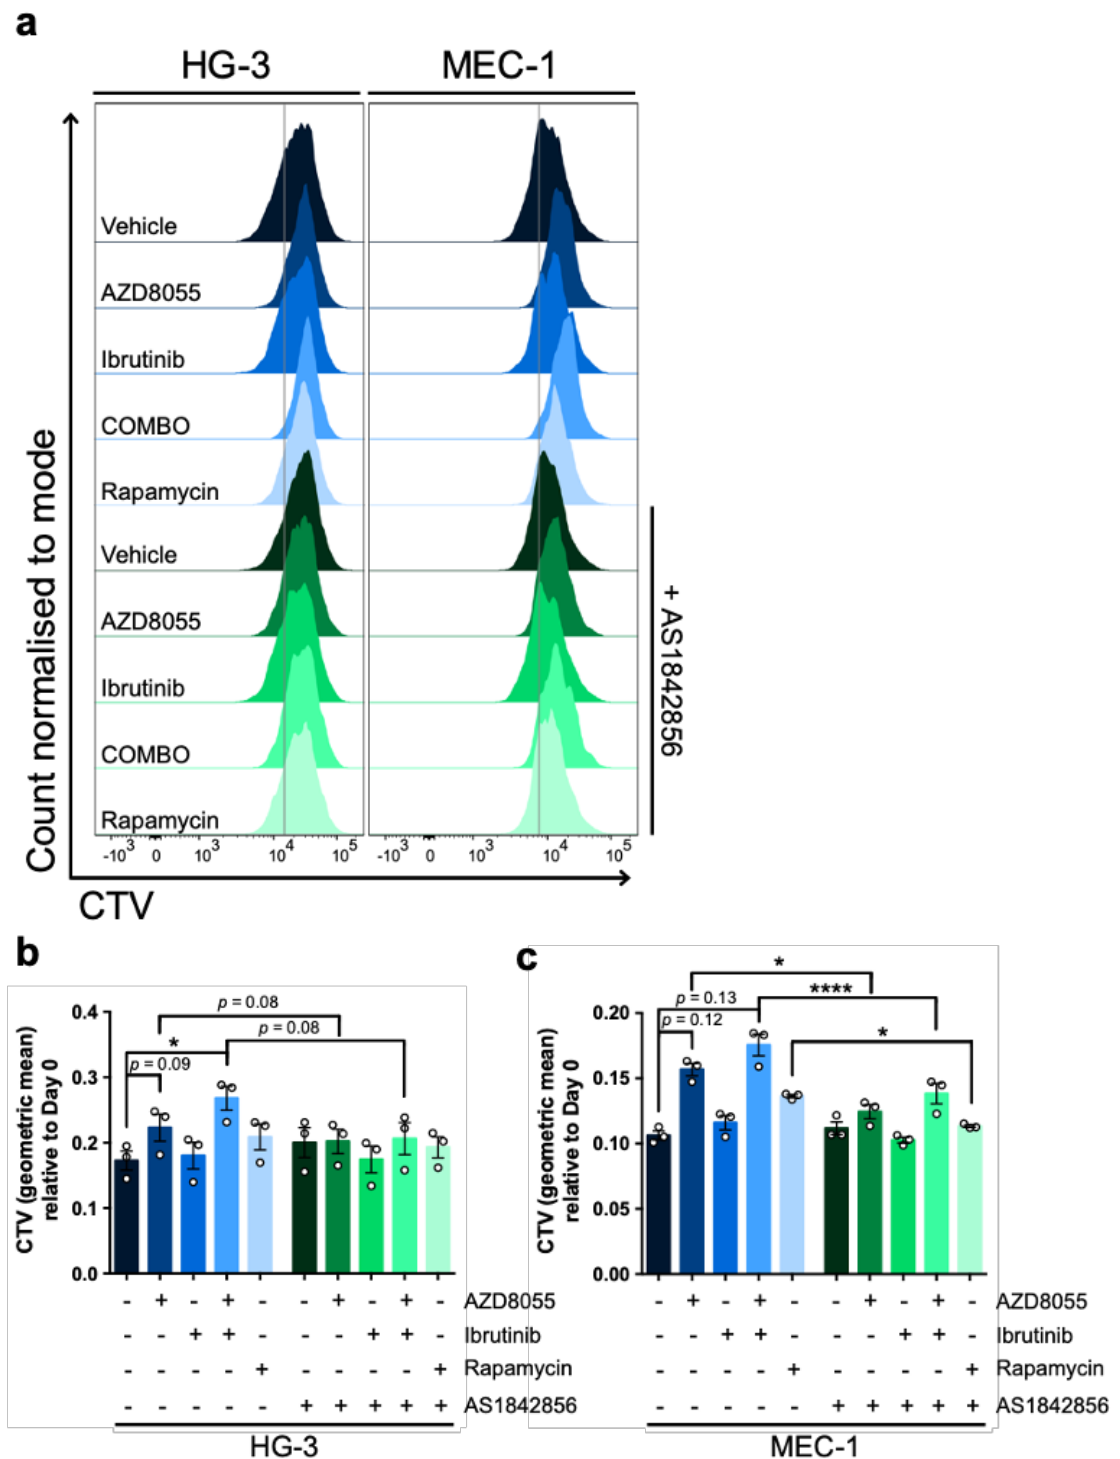 a
HG-3 MEC-1
Vehicle
AZD8055
Ibrutinib
COMBO
Rapamycin
Vehicle
AZD8055
Ibrutinib
COMBO
Rapamycin
+ AS1842856
Count normalised to mode
-10³ 0 10³ 10⁴ 10⁵ -10³ 0 10³ 10⁴ 10⁵
CTV
b
CTV (geometric mean)
relative to Day 0
0.4
0.3
0.2
0.1
0.0
p = 0.08
p = 0.08
*
p = 0.09
- + - + - - + - + - AZD8055
- - + + - - - + + - Ibrutinib
- - - - + - - - - + Rapamycin
- - - - - + + + + + AS1842856
HG-3
c
CTV (geometric mean)
relative to Day 0
0.20
0.15
0.10
0.05
0.00
*
p = 0.13
****
p = 0.12
*
- + - + - - + - + - AZD8055
- - + + - - - + + - Ibrutinib
- - - - + - - - - + Rapamycin
- - - - - + + + + + AS1842856
MEC-1